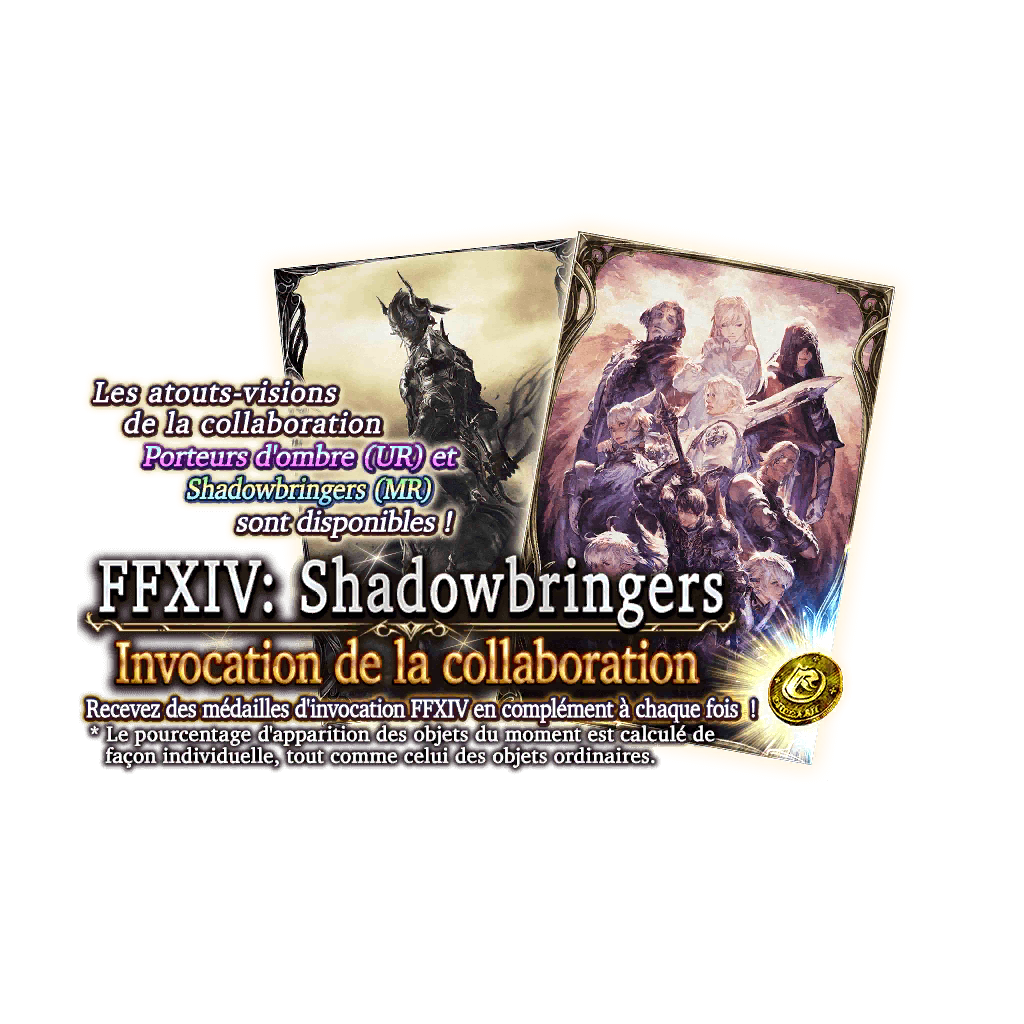 Les atouts-visions
de la collaboration
Porteurs d'ombre (UR) et
Shadowbringers (MR)
sont disponibles !
FFXIV: Shadowbringers
Invocation de la collaboration
Recevez des médailles d'invocation FFXIV en complément à chaque fois !
* Le pourcentage d'apparition des objets du moment est calculé de
façon individuelle, tout comme celui des objets ordinaires.